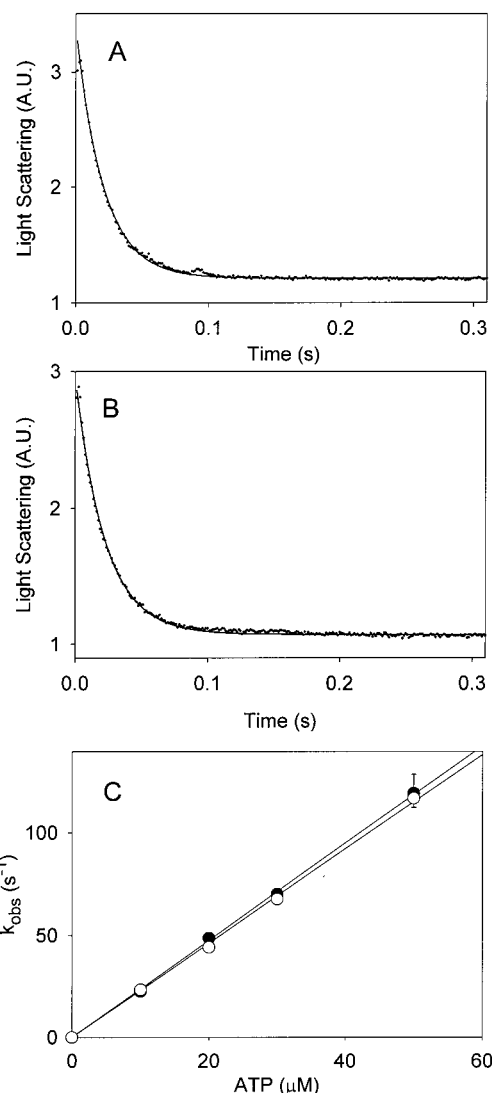 A
Light Scattering (A.U.)
3
2
1
0.0 0.1 0.2 0.3
Time (s)
B
Light Scattering (A.U.)
3
2
1
0.0 0.1 0.2 0.3
Time (s)
C
k_obs (s⁻¹)
100
50
0
0 20 40 60
ATP (μM)